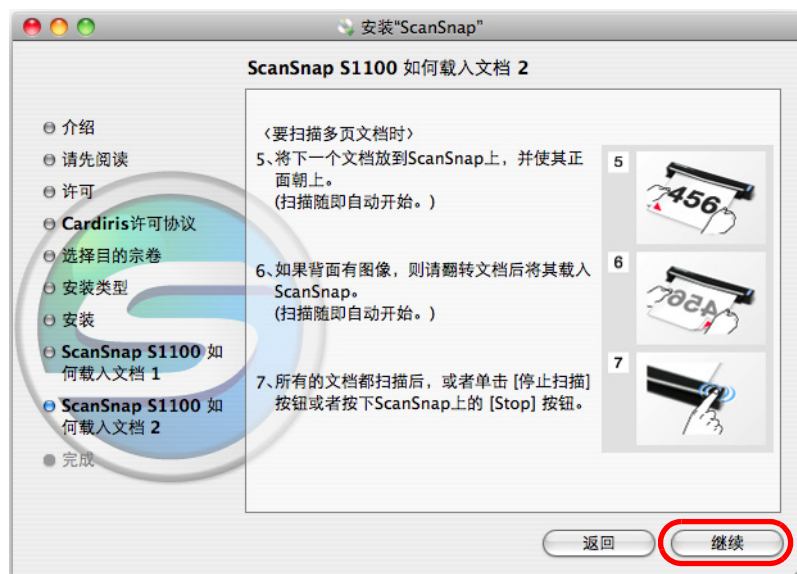 安装“ScanSnap”
ScanSnap S1100 如何载入文档 2
介绍
请先阅读
许可
Cardiris许可协议
选择目的宗卷
安装类型
安装
ScanSnap S1100 如
何载入文档 1
ScanSnap S1100 如
何载入文档 2
完成
〈要扫描多页文档时〉
5、将下一个文档放到ScanSnap上，并使其正
面朝上。
(扫描随即自动开始。)
6、如果背面有图像，则请翻转文档后将其载入
ScanSnap。
(扫描随即自动开始。)
7、所有的文档都扫描后，或者单击 [停止扫描]
按钮或者按下ScanSnap上的 [Stop] 按钮。
5
456
6
456
7
返回
继续